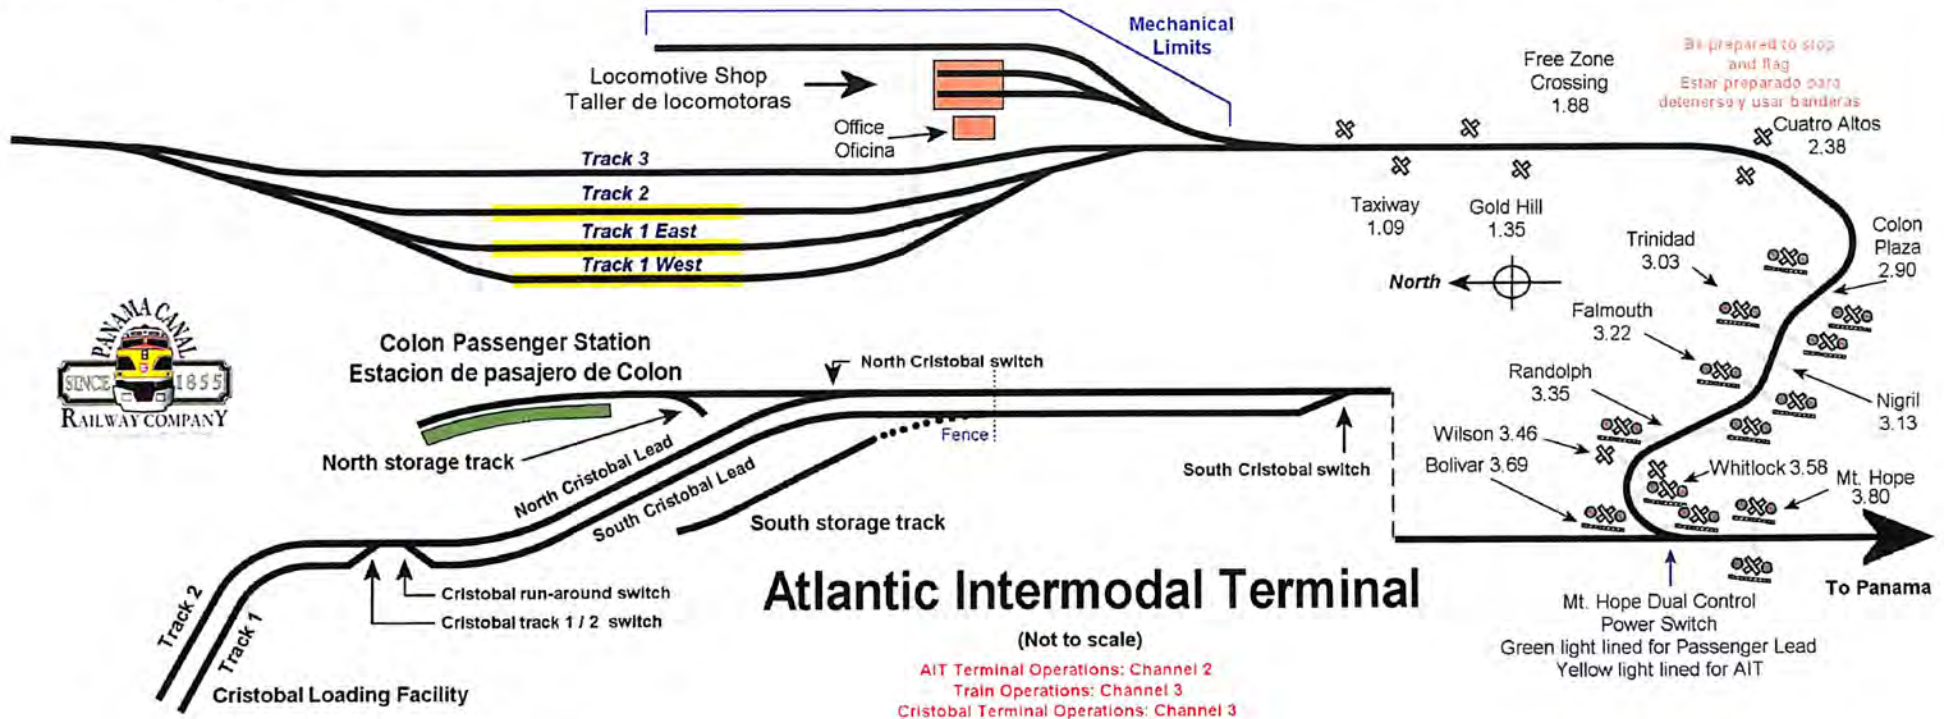 Mechanical
Limits
Locomotive Shop
Taller de locomotoras
Office
Oficina
Free Zone
Crossing
1.88
Be prepared to stop
and flag
Estar preparado para
detenerse y usar banderas
Cuatro Altos
2.38
Track 3
Track 2
Track 1 East
Track 1 West
Taxiway
1.09
Gold Hill
1.35
North
Trinidad
3.03
Colon
Plaza
2.90
Falmouth
3.22
Randolph
3.35
Nigril
3.13
Wilson 3.46
Bolivar 3.69
Whitlock 3.58
Mt. Hope
3.80
PANAMA CANAL
SINCE 1855
RAILWAY COMPANY
Colon Passenger Station
Estacion de pasajero de Colon
North Cristobal switch
Fence
North storage track
North Cristobal Lead
South Cristobal Lead
South storage track
South Cristobal switch
Cristobal run-around switch
Cristobal track 1 / 2 switch
Track 2
Track 1
Cristobal Loading Facility
Atlantic Intermodal Terminal
(Not to scale)
AIT Terminal Operations: Channel 2
Train Operations: Channel 3
Cristobal Terminal Operations: Channel 3
To Panama
Mt. Hope Dual Control
Power Switch
Green light lined for Passenger Lead
Yellow light lined for AIT